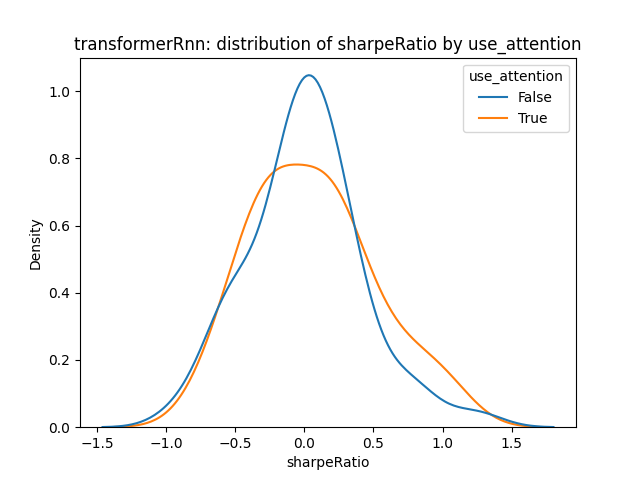 transformerRnn: distribution of sharpeRatio by use_attention
use_attention
False
True
Density
1.0
0.8
0.6
0.4
0.2
0.0
−1.5 −1.0 −0.5 0.0 0.5 1.0 1.5
sharpeRatio